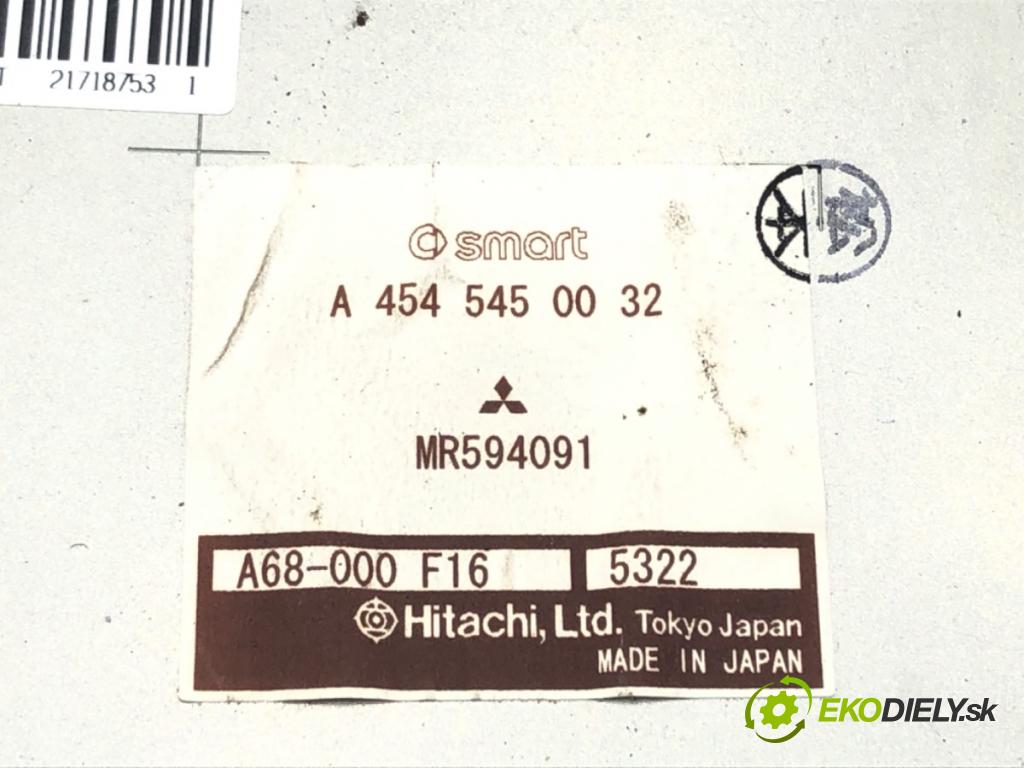 21718753 1
smart
A 454 545 00 32
MR594091
A68-000 F16 5322
Hitachi, Ltd. Tokyo Japan
MADE IN JAPAN
EKODIELY.sk